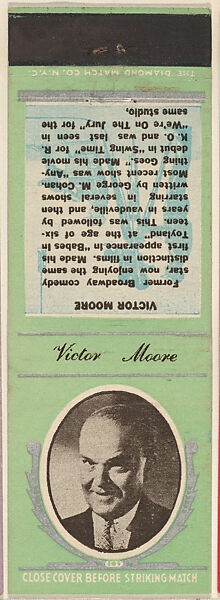 THE DIAMOND MATCH CO. N.Y.C.
VICTOR MOORE
Former Broadway comedy
star now enjoying the same
distinction in films. Made his
first appearance in "Babes in
Toyland" at the age of six-
teen. This was followed by
years in vaudeville, and then
starring in several shows
written by George M. Cohan.
Most recent show was "Any-
thing Goes." Made his movie
debut in "Swing Time" for R.
K. O. and was last seen in
"We're On The Jury" for the
same studio.
Victor Moore
CLOSE COVER BEFORE STRIKING MATCH